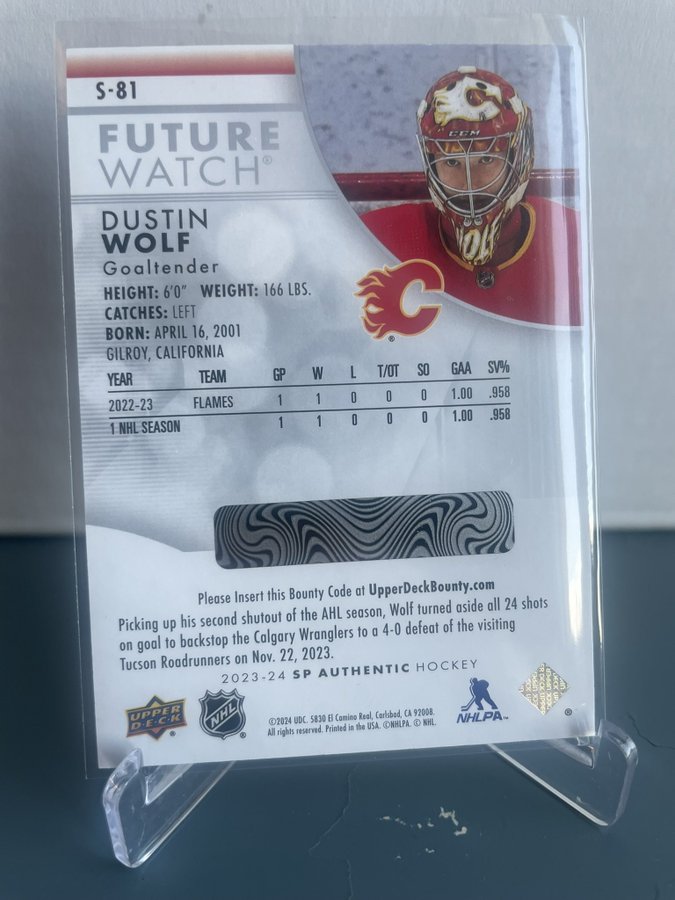 S-81
FUTURE
WATCH®
DUSTIN
WOLF
Goaltender
HEIGHT: 6'0" WEIGHT: 166 LBS.
CATCHES: LEFT
BORN: APRIL 16, 2001
GILROY, CALIFORNIA
YEAR TEAM GP W L T/OT SO GAA SV%
2022-23 FLAMES 1 1 0 0 0 1.00 .958
1 NHL SEASON 1 1 0 0 0 1.00 .958
Please Insert this Bounty Code at UpperDeckBounty.com
Picking up his second shutout of the AHL season, Wolf turned aside all 24 shots
on goal to backstop the Calgary Wranglers to a 4-0 defeat of the visiting
Tucson Roadrunners on Nov. 22, 2023.
2023-24 SP AUTHENTIC HOCKEY
UPPER
D·E·C·K
NHL
©2024 UDC. 5830 El Camino Real, Carlsbad, CA 92008.
All rights reserved. Printed in the USA. ©NHLPA. © NHL.
NHLPA™
CCM
WOLF